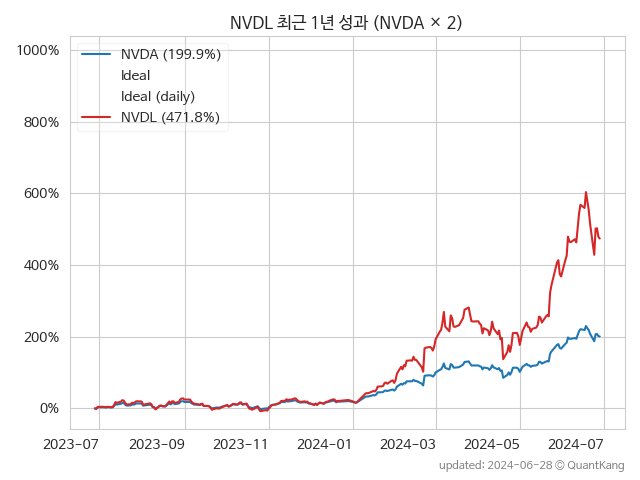 NVDL 최근 1년 성과 (NVDA × 2)
1000%
800%
600%
400%
200%
0%
NVDA (199.9%)
Ideal
Ideal (daily)
NVDL (471.8%)
2023-07 2023-09 2023-11 2024-01 2024-03 2024-05 2024-07
updated: 2024-06-28 © QuantKang